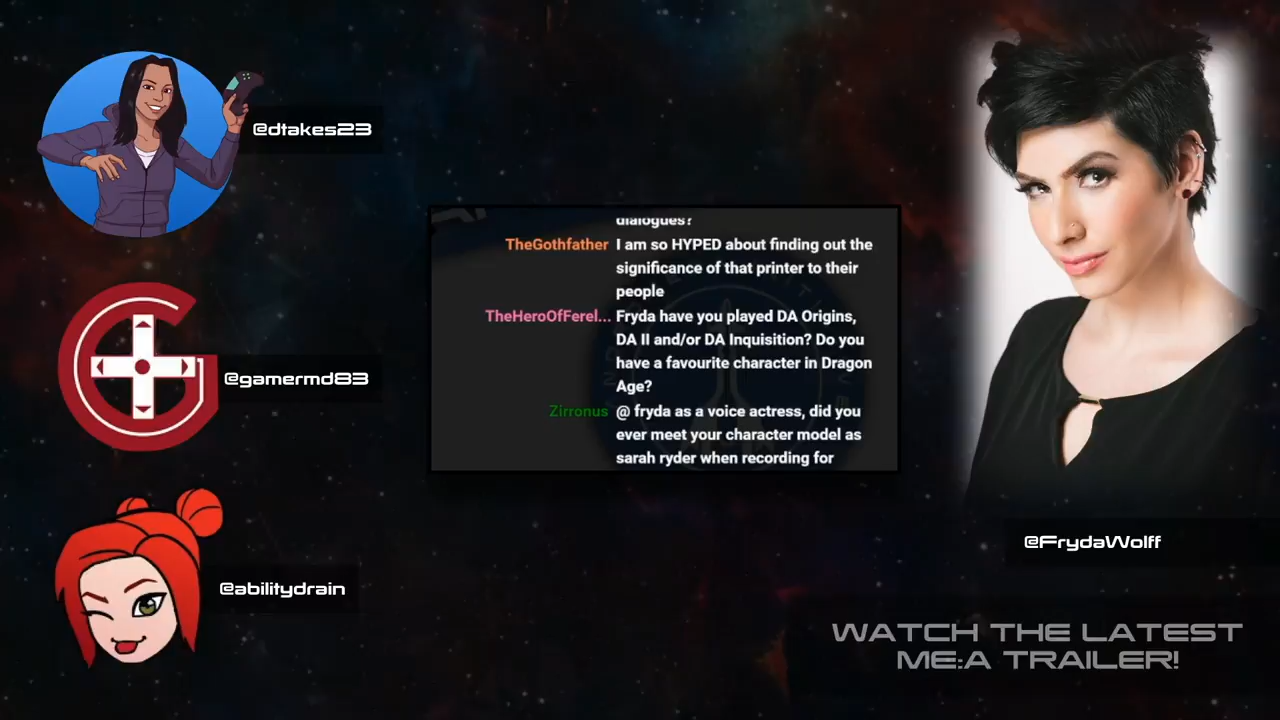 @dtakes23
@gamermd83
@abilitydrain
dialogues?
TheGothfather I am so HYPED about finding out the
significance of that printer to their
people
TheHeroOfFerel... Fryda have you played DA Origins,
DA II and/or DA Inquisition? Do you
have a favourite character in Dragon
Age?
Zirronus @ fryda as a voice actress, did you
ever meet your character model as
sarah ryder when recording for
@FrydaWolff
WATCH THE LATEST
ME:A TRAILER!